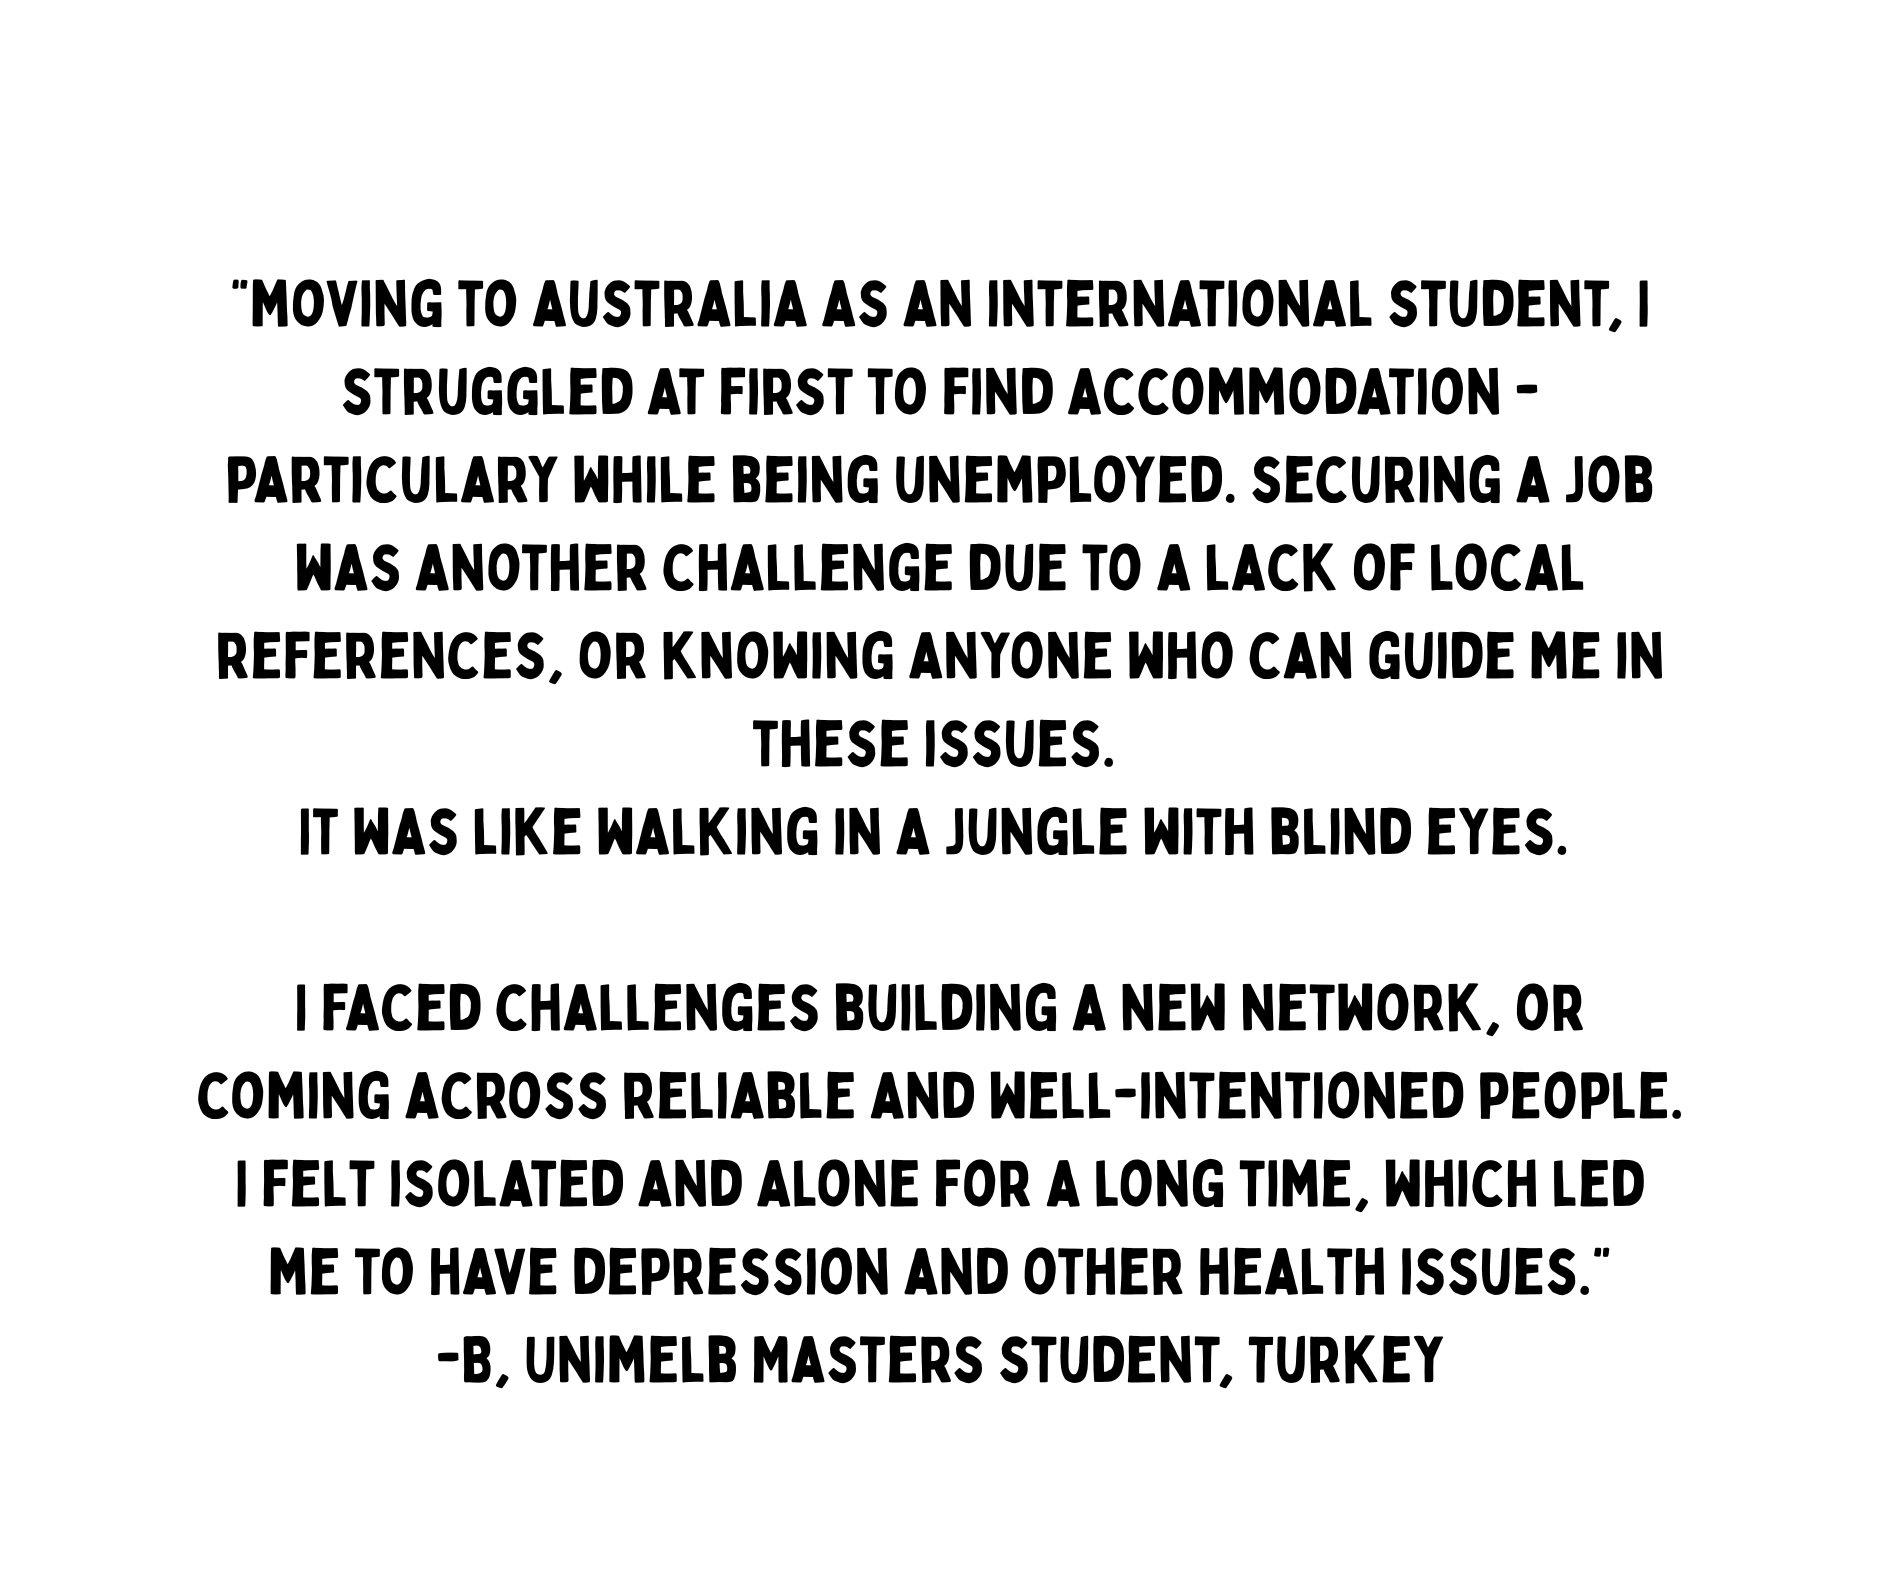 "MOVING TO AUSTRALIA AS AN INTERNATIONAL STUDENT, I
STRUGGLED AT FIRST TO FIND ACCOMMODATION -
PARTICULARY WHILE BEING UNEMPLOYED. SECURING A JOB
WAS ANOTHER CHALLENGE DUE TO A LACK OF LOCAL
REFERENCES, OR KNOWING ANYONE WHO CAN GUIDE ME IN
THESE ISSUES.
IT WAS LIKE WALKING IN A JUNGLE WITH BLIND EYES.
I FACED CHALLENGES BUILDING A NEW NETWORK, OR
COMING ACROSS RELIABLE AND WELL-INTENTIONED PEOPLE.
I FELT ISOLATED AND ALONE FOR A LONG TIME, WHICH LED
ME TO HAVE DEPRESSION AND OTHER HEALTH ISSUES."
-B, UNIMELB MASTERS STUDENT, TURKEY